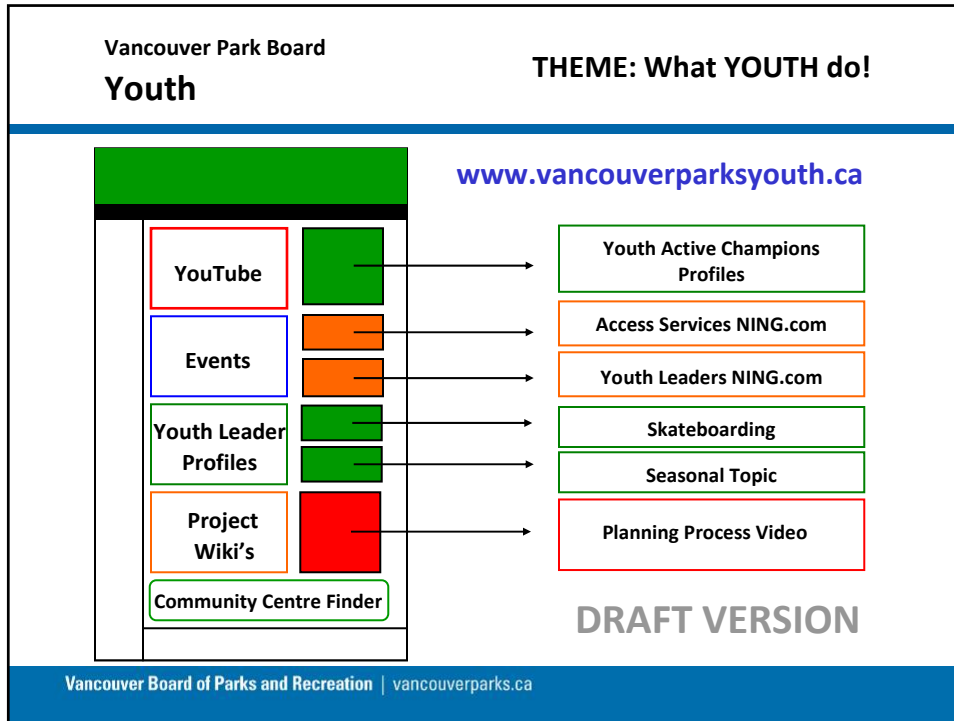 Vancouver Park Board
Youth
THEME: What YOUTH do!
www.vancouverparksyouth.ca
YouTube
Events
Youth Leader
Profiles
Project
Wiki's
Community Centre Finder
Youth Active Champions
Profiles
Access Services NING.com
Youth Leaders NING.com
Skateboarding
Seasonal Topic
Planning Process Video
DRAFT VERSION
Vancouver Board of Parks and Recreation | vancouverparks.ca